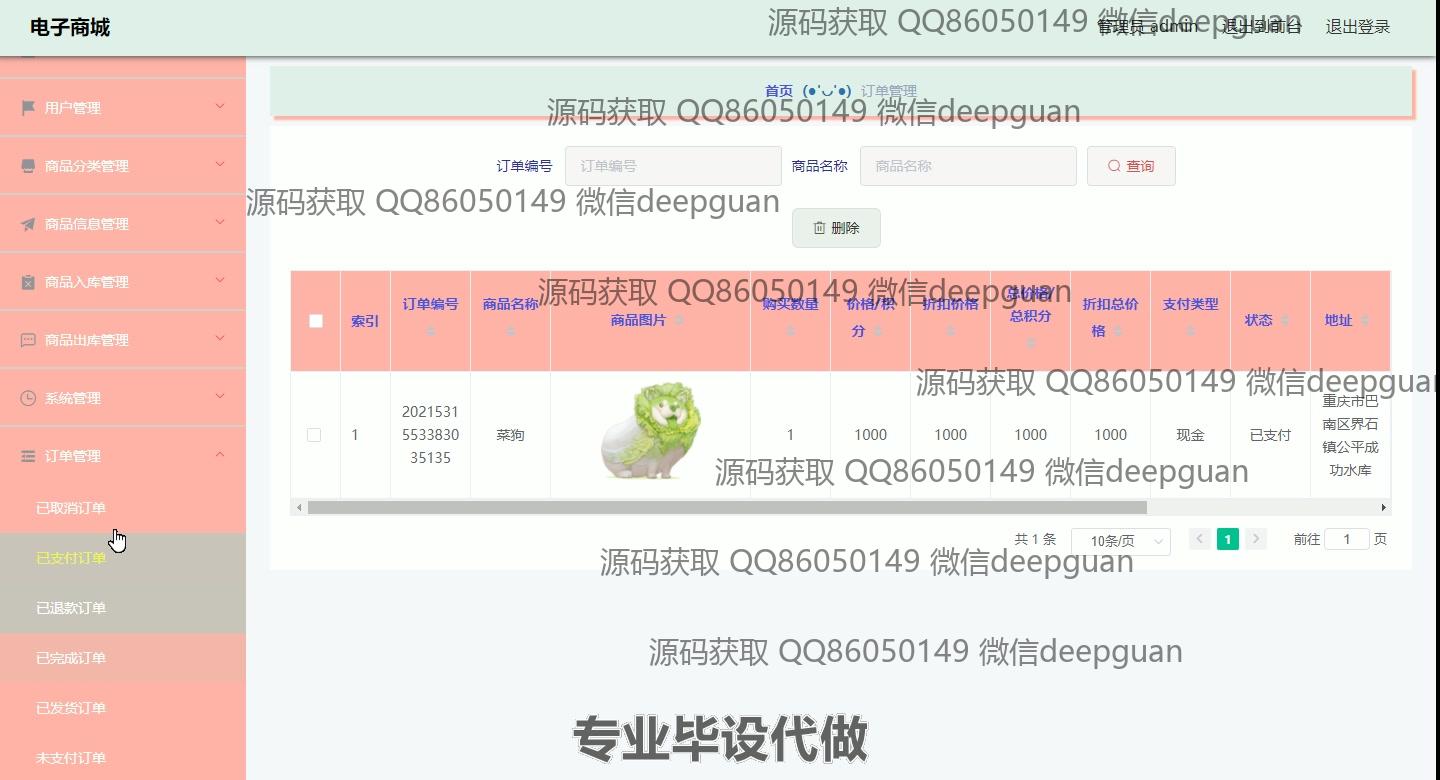 电子商城
源码获取 QQ86050149 微信deepguan
管理员 admin 退出到前台 退出登录
用户管理
商品分类管理
商品信息管理
商品入库管理
商品出库管理
系统管理
订单管理
已取消订单
已支付订单
已退款订单
已完成订单
已发货订单
未支付订单
首页 (●'◡'●) 订单管理
源码获取 QQ86050149 微信deepguan
订单编号 订单编号 商品名称 商品名称 查询
源码获取 QQ86050149 微信deepguan
删除
源码获取 QQ86050149 微信deepguan
索引 订单编号 商品名称 商品图片 购买数量 价格/积分 折扣价格 总价格/总积分 折扣总价格 支付类型 状态 地址
源码获取 QQ86050149 微信deepguan
1 2021531553383035135 菜狗 1 1000 1000 1000 1000 现金 已支付 重庆市巴南区界石镇公平成功水库
源码获取 QQ86050149 微信deepguan
共 1 条 10条/页 1 前往 1 页
源码获取 QQ86050149 微信deepguan
源码获取 QQ86050149 微信deepguan
专业毕设代做